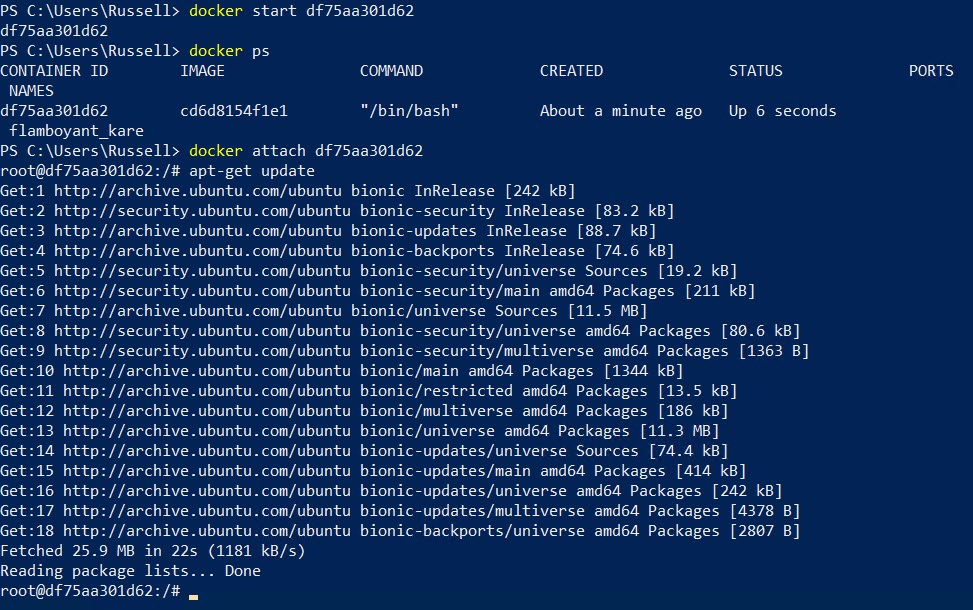 PS C:\Users\Russell> docker start df75aa301d62
df75aa301d62
PS C:\Users\Russell> docker ps
CONTAINER ID        IMAGE               COMMAND             CREATED              STATUS              PORTS
 NAMES
df75aa301d62        cd6d8154f1e1        "/bin/bash"         About a minute ago   Up 6 seconds
 flamboyant_kare
PS C:\Users\Russell> docker attach df75aa301d62
root@df75aa301d62:/# apt-get update
Get:1 http://archive.ubuntu.com/ubuntu bionic InRelease [242 kB]
Get:2 http://security.ubuntu.com/ubuntu bionic-security InRelease [83.2 kB]
Get:3 http://archive.ubuntu.com/ubuntu bionic-updates InRelease [88.7 kB]
Get:4 http://archive.ubuntu.com/ubuntu bionic-backports InRelease [74.6 kB]
Get:5 http://security.ubuntu.com/ubuntu bionic-security/universe Sources [19.2 kB]
Get:6 http://security.ubuntu.com/ubuntu bionic-security/main amd64 Packages [211 kB]
Get:7 http://archive.ubuntu.com/ubuntu bionic/universe Sources [11.5 MB]
Get:8 http://security.ubuntu.com/ubuntu bionic-security/universe amd64 Packages [80.6 kB]
Get:9 http://security.ubuntu.com/ubuntu bionic-security/multiverse amd64 Packages [1363 B]
Get:10 http://archive.ubuntu.com/ubuntu bionic/main amd64 Packages [1344 kB]
Get:11 http://archive.ubuntu.com/ubuntu bionic/restricted amd64 Packages [13.5 kB]
Get:12 http://archive.ubuntu.com/ubuntu bionic/multiverse amd64 Packages [186 kB]
Get:13 http://archive.ubuntu.com/ubuntu bionic/universe amd64 Packages [11.3 MB]
Get:14 http://archive.ubuntu.com/ubuntu bionic-updates/universe Sources [74.4 kB]
Get:15 http://archive.ubuntu.com/ubuntu bionic-updates/main amd64 Packages [414 kB]
Get:16 http://archive.ubuntu.com/ubuntu bionic-updates/universe amd64 Packages [242 kB]
Get:17 http://archive.ubuntu.com/ubuntu bionic-updates/multiverse amd64 Packages [4378 B]
Get:18 http://archive.ubuntu.com/ubuntu bionic-backports/universe amd64 Packages [2807 B]
Fetched 25.9 MB in 22s (1181 kB/s)
Reading package lists... Done
root@df75aa301d62:/#